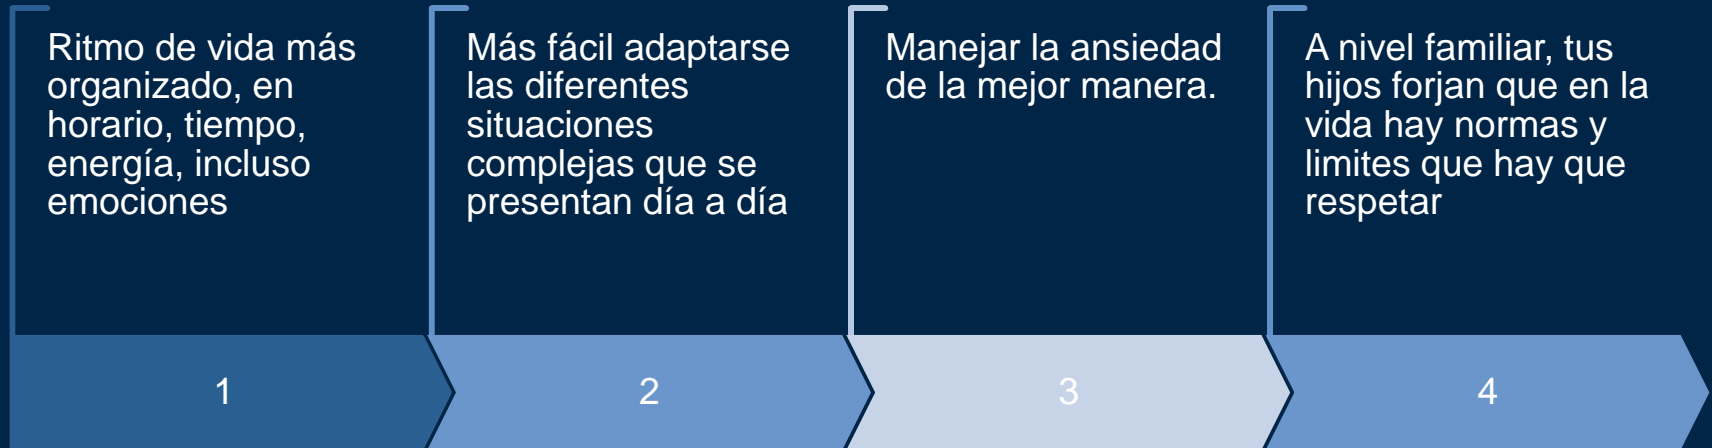 Ritmo de vida más
organizado, en
horario, tiempo,
energía, incluso
emociones
Más fácil adaptarse
las diferentes
situaciones
complejas que se
presentan día a día
Manejar la ansiedad
de la mejor manera.
A nivel familiar, tus
hijos forjan que en la
vida hay normas y
limites que hay que
respetar
1
2
3
4